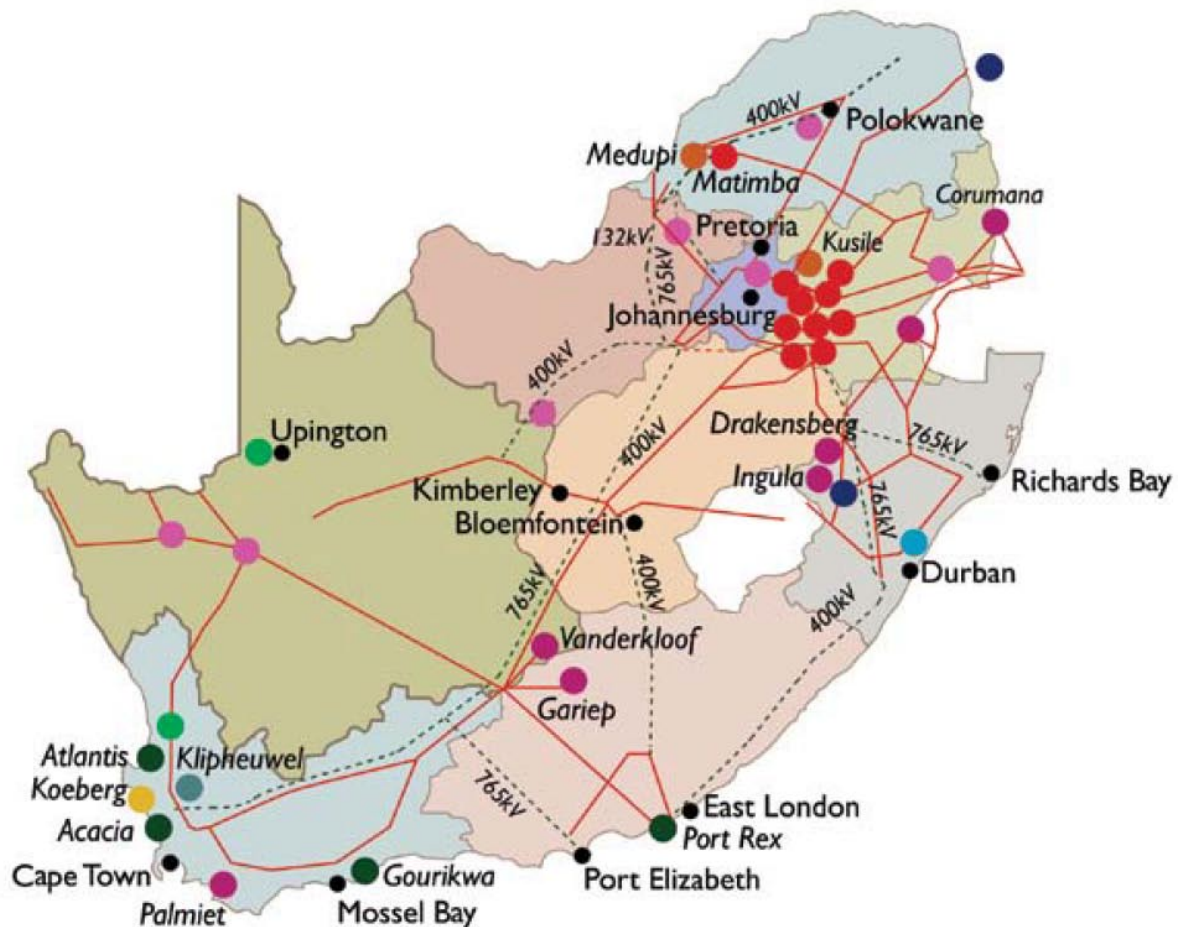 400kV
Polokwane
Medupi
Matimba
Corumana
Pretoria
132kV
Kusile
765kV
Johannesburg
400kV
Upington
Drakensberg
400kV
765kV
Ingula
Kimberley
Richards Bay
765kV
Bloemfontein
400kV
765kV
Durban
400kV
Vanderkloof
Gariep
Atlantis
Klipheuwel
Koeberg
765kV
East London
Acacia
Port Rex
Cape Town
Gourikwa
Port Elizabeth
Palmiet
Mossel Bay